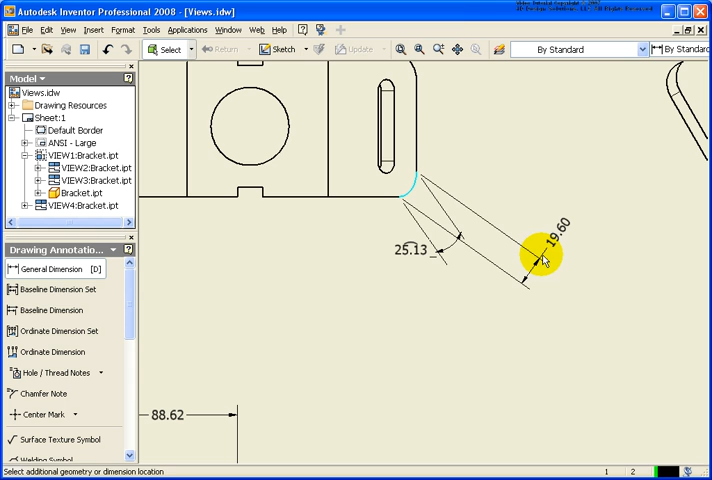 Autodesk Inventor Professional 2008 - [Views.idw]
File Edit View Insert Format Tools Applications Window Web Help
Select Return Sketch Update By Standard By Standard
Model
Views.idw
Drawing Resources
Sheet:1
Default Border
ANSI - Large
VIEW1:Bracket.ipt
VIEW2:Bracket.ipt
VIEW3:Bracket.ipt
Bracket.ipt
VIEW4:Bracket.ipt
Drawing Annotatio...
General Dimension [D]
Baseline Dimension Set
Baseline Dimension
Ordinate Dimension Set
Ordinate Dimension
Hole / Thread Notes
Chamfer Note
Center Mark
Surface Texture Symbol
Welding Symbol
25.13
19.60
88.62
Select additional geometry or dimension location
1 2